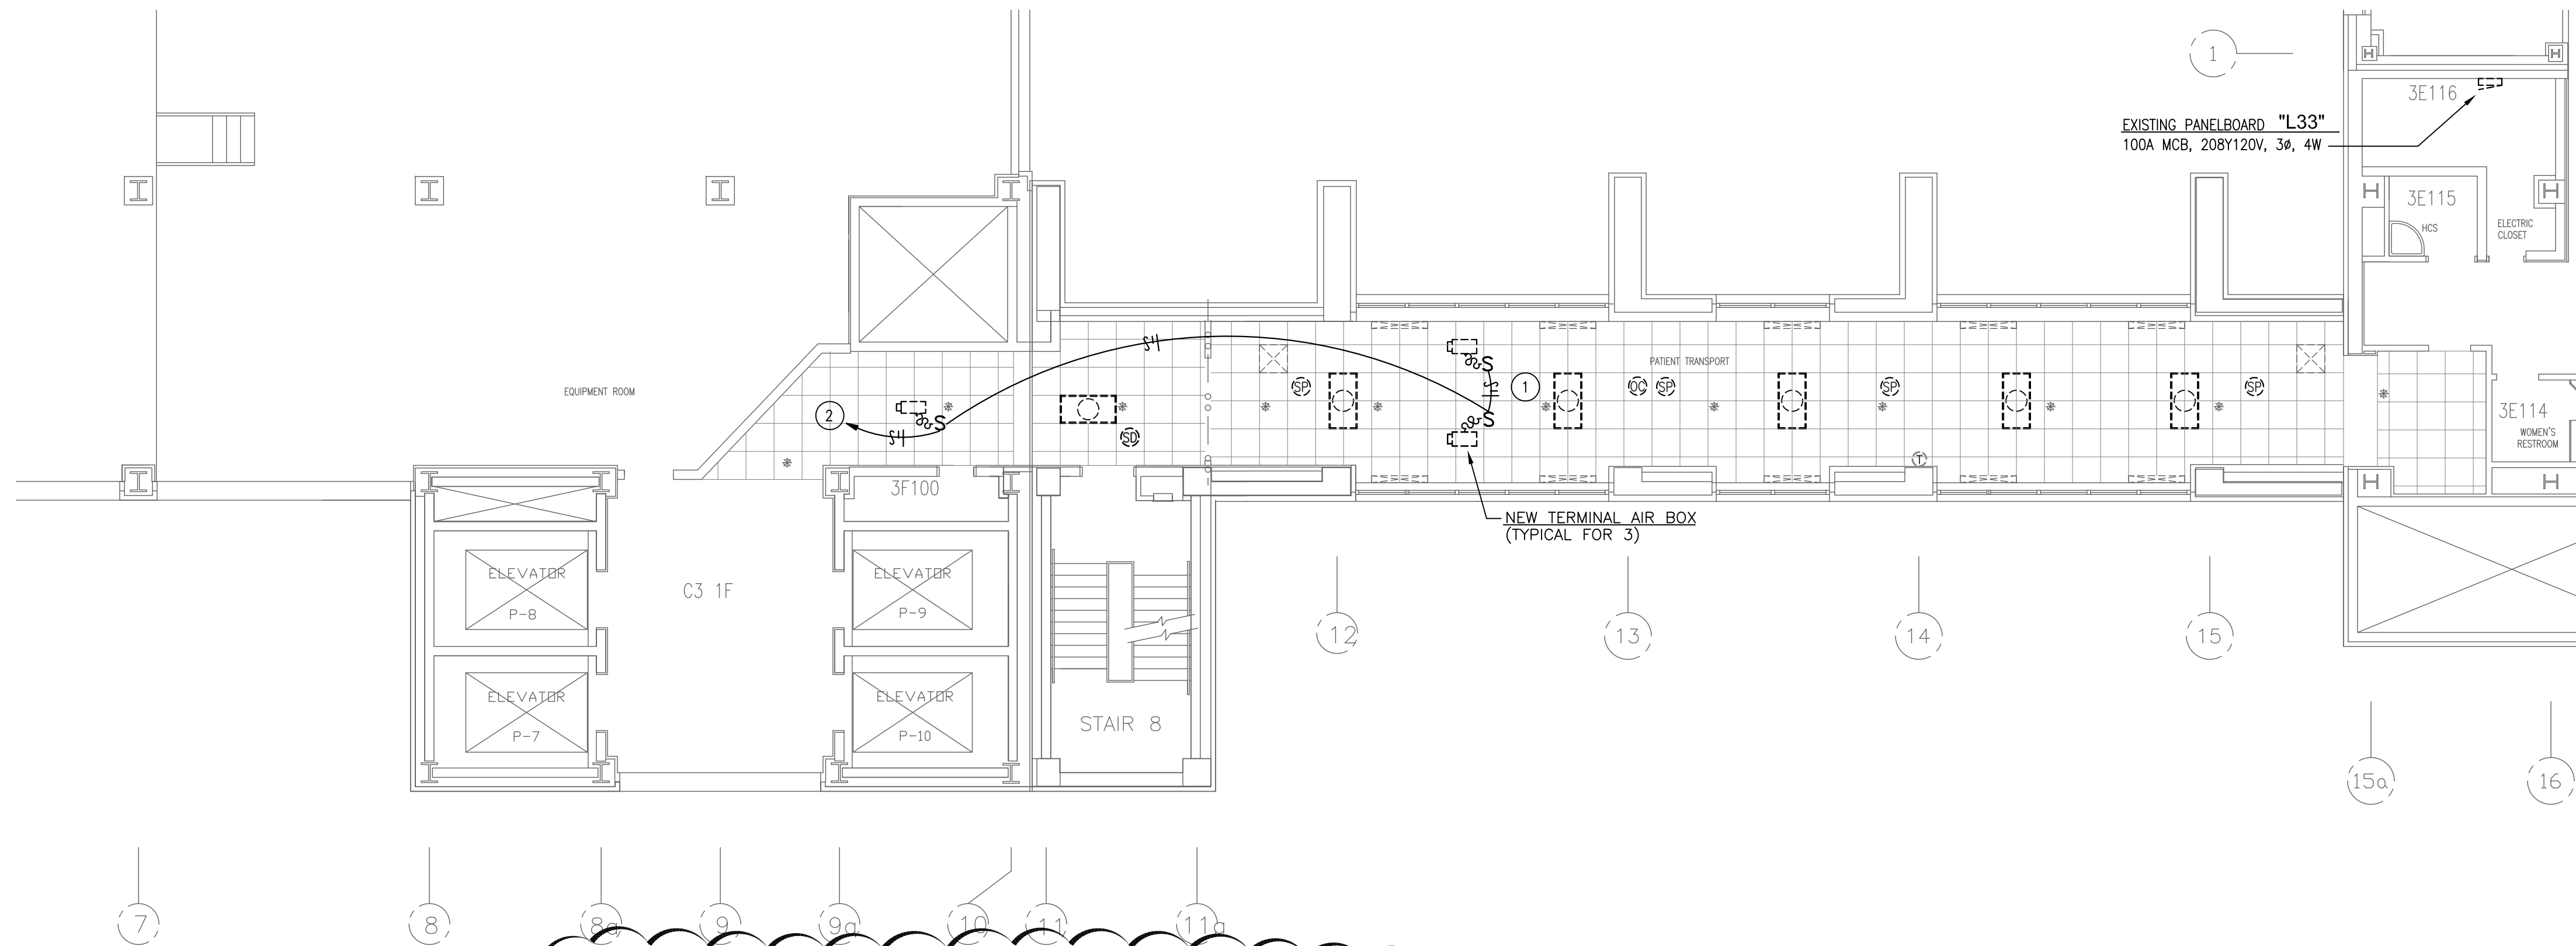 1
3E116
EXISTING PANELBOARD "L33"
100A MCB, 208Y120V, 3ø, 4W
3E115
HCS
ELECTRIC
CLOSET
PATIENT TRANSPORT
EQUIPMENT ROOM
SP
OC
SP
SP
SP
1
S
S
2
S
SD
T
3E114
WOMEN'S
RESTROOM
3F100
NEW TERMINAL AIR BOX
(TYPICAL FOR 3)
ELEVATOR
P-8
C3 1F
ELEVATOR
P-9
12
13
14
15
ELEVATOR
P-7
ELEVATOR
P-10
STAIR 8
15a
16
7
8
8a
9
9a
10
11
11a